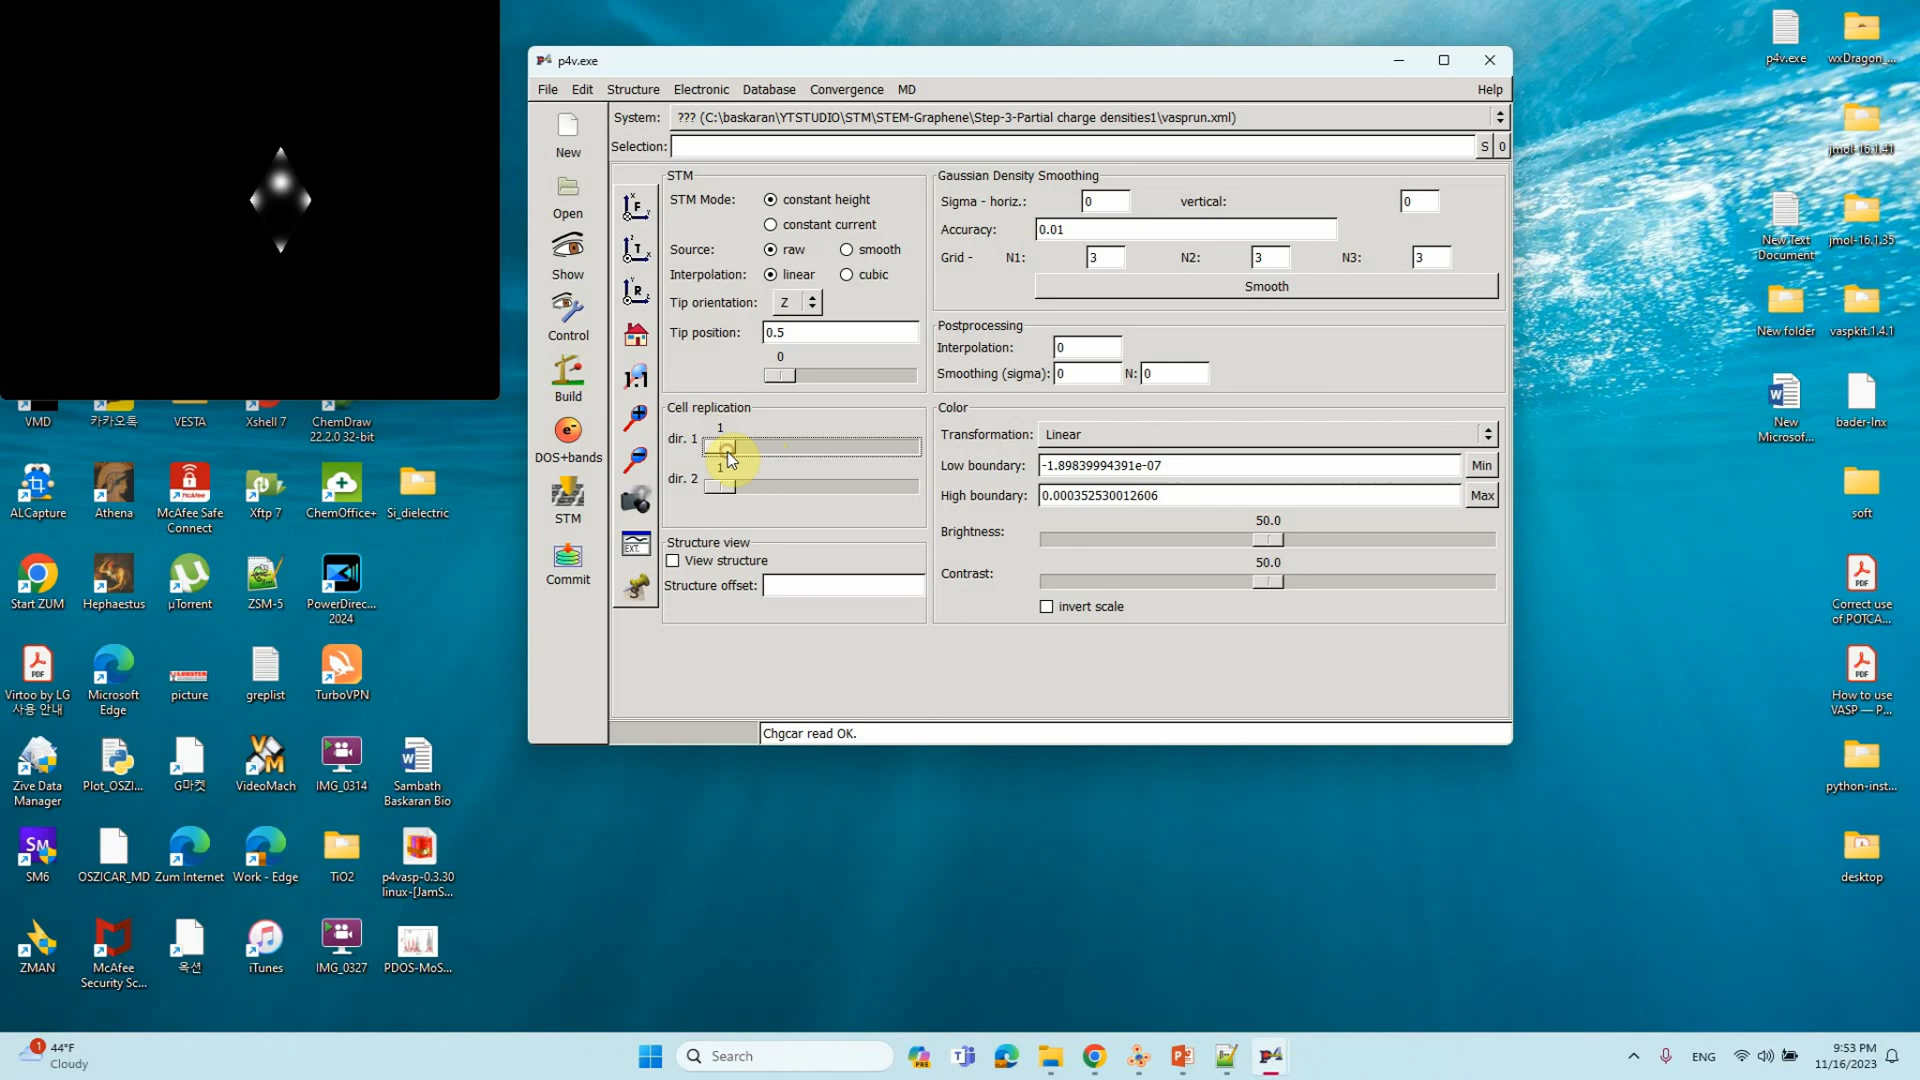 p4v.exe
File Edit Structure Electronic Database Convergence MD Help
System: ??? (C:\baskaran\YTSTUDIO\STM\STEM-Graphene\Step-3-Partial charge densities1\vasprun.xml)
Selection: S 0
New
Open
Show
Control
Build
DOS+bands
STM
Commit
STM
STM Mode: constant height
constant current
Source: raw smooth
Interpolation: linear cubic
Tip orientation: Z
Tip position: 0.5
0
Cell replication
1
dir. 1
1
dir. 2
Structure view
View structure
Structure offset:
Gaussian Density Smoothing
Sigma - horiz.: 0 vertical: 0
Accuracy: 0.01
Grid - N1: 3 N2: 3 N3: 3
Smooth
Postprocessing
Interpolation: 0
Smoothing (sigma): 0 N: 0
Color
Transformation: Linear
Low boundary: -1.89839994391e-07 Min
High boundary: 0.000352530012606 Max
50.0
Brightness:
50.0
Contrast:
invert scale
Chgcar read OK.
VMD 카카오톡 VESTA Xshell 7 ChemDraw
22.2.0 32-bit
ALCapture Athena McAfee Safe
Connect Xftp 7 ChemOffice+ Si_dielectric
Start ZUM Hephaestus µTorrent ZSM-5 PowerDirec...
2024
Virtoo by LG
사용 안내 Microsoft
Edge picture greplist TurboVPN
Zive Data
Manager Plot_OSZI... G마켓 VideoMach IMG_0314 Sambath
Baskaran Bio
SM6 OSZICAR_MD Zum Internet Work - Edge TiO2 p4vasp-0.3.30
linux-[JamS...
ZMAN McAfee
Security Sc... 옥션 iTunes IMG_0327 PDOS-MoS...
p4v.exe wxDragon_...
jmol-16.1.41
New Text
Document jmol-16.1.35
New folder vaspkit.1.4.1
New
Microsof... bader-lnx
soft
Correct use
of POTCA...
How to use
VASP — P...
python-inst...
desktop
1
44°F
Cloudy
Search
PRE
ENG
9:53 PM
11/16/2023